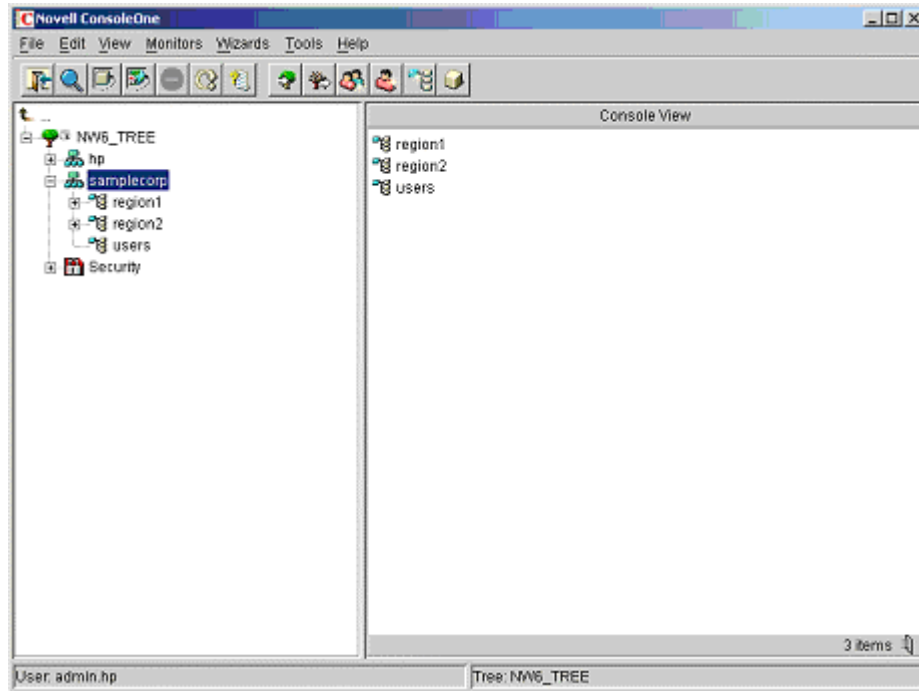 Novell ConsoleOne
File Edit View Monitors Wizards Tools Help
..
NW6_TREE
hp
samplecorp
region1
region2
users
Security
Console View
region1
region2
users
3 items
User: admin.hp
Tree: NW6_TREE